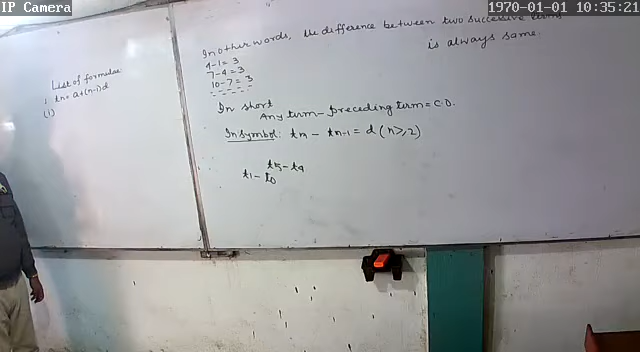 IP Camera
1970-01-01 10:35:21
List of formulae:
1. tn = a+(n-1)d
(1)
In other words, the difference between two successive terms
is always same.
4-1 = 3
7-4 = 3
10-7 = 3
In short
Any term - preceding term = C.D.
In symbol: tn - tn-1 = d (n≥2)
t5 - t4
t1 - t0